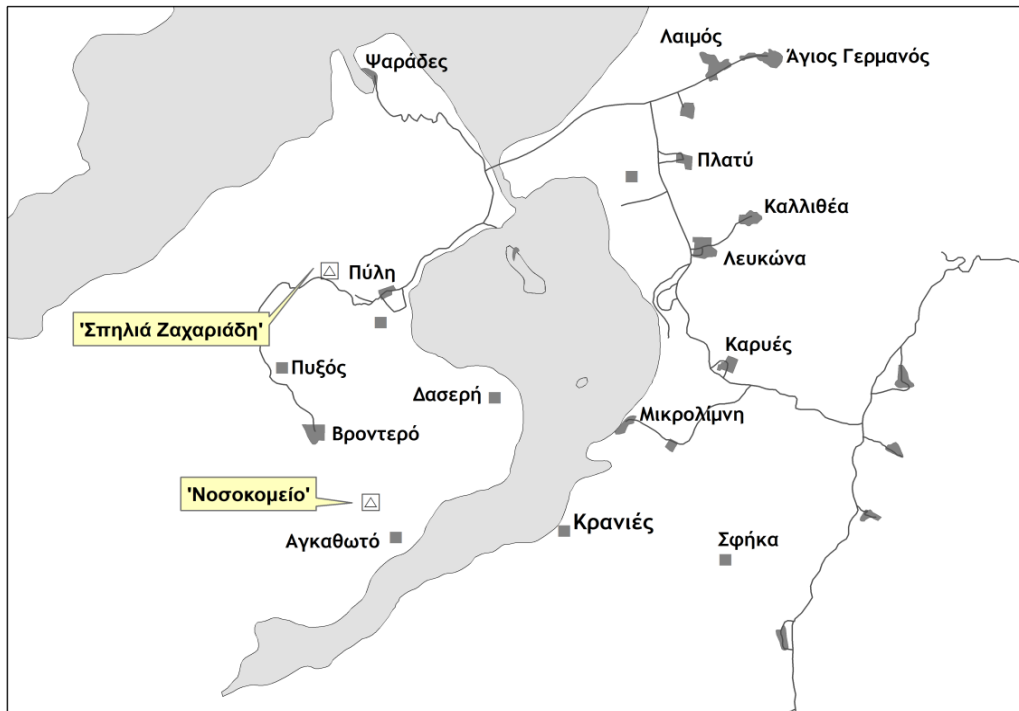 Λαιμός
Άγιος Γερμανός
Ψαράδες
Πλατύ
Καλλιθέα
Λευκώνα
Πύλη
'Σπηλιά Ζαχαριάδη'
Καρυές
Πυξός
Δασερή
Μικρολίμνη
Βροντερό
'Νοσοκομείο'
Κρανιές
Αγκαθωτό
Σφήκα